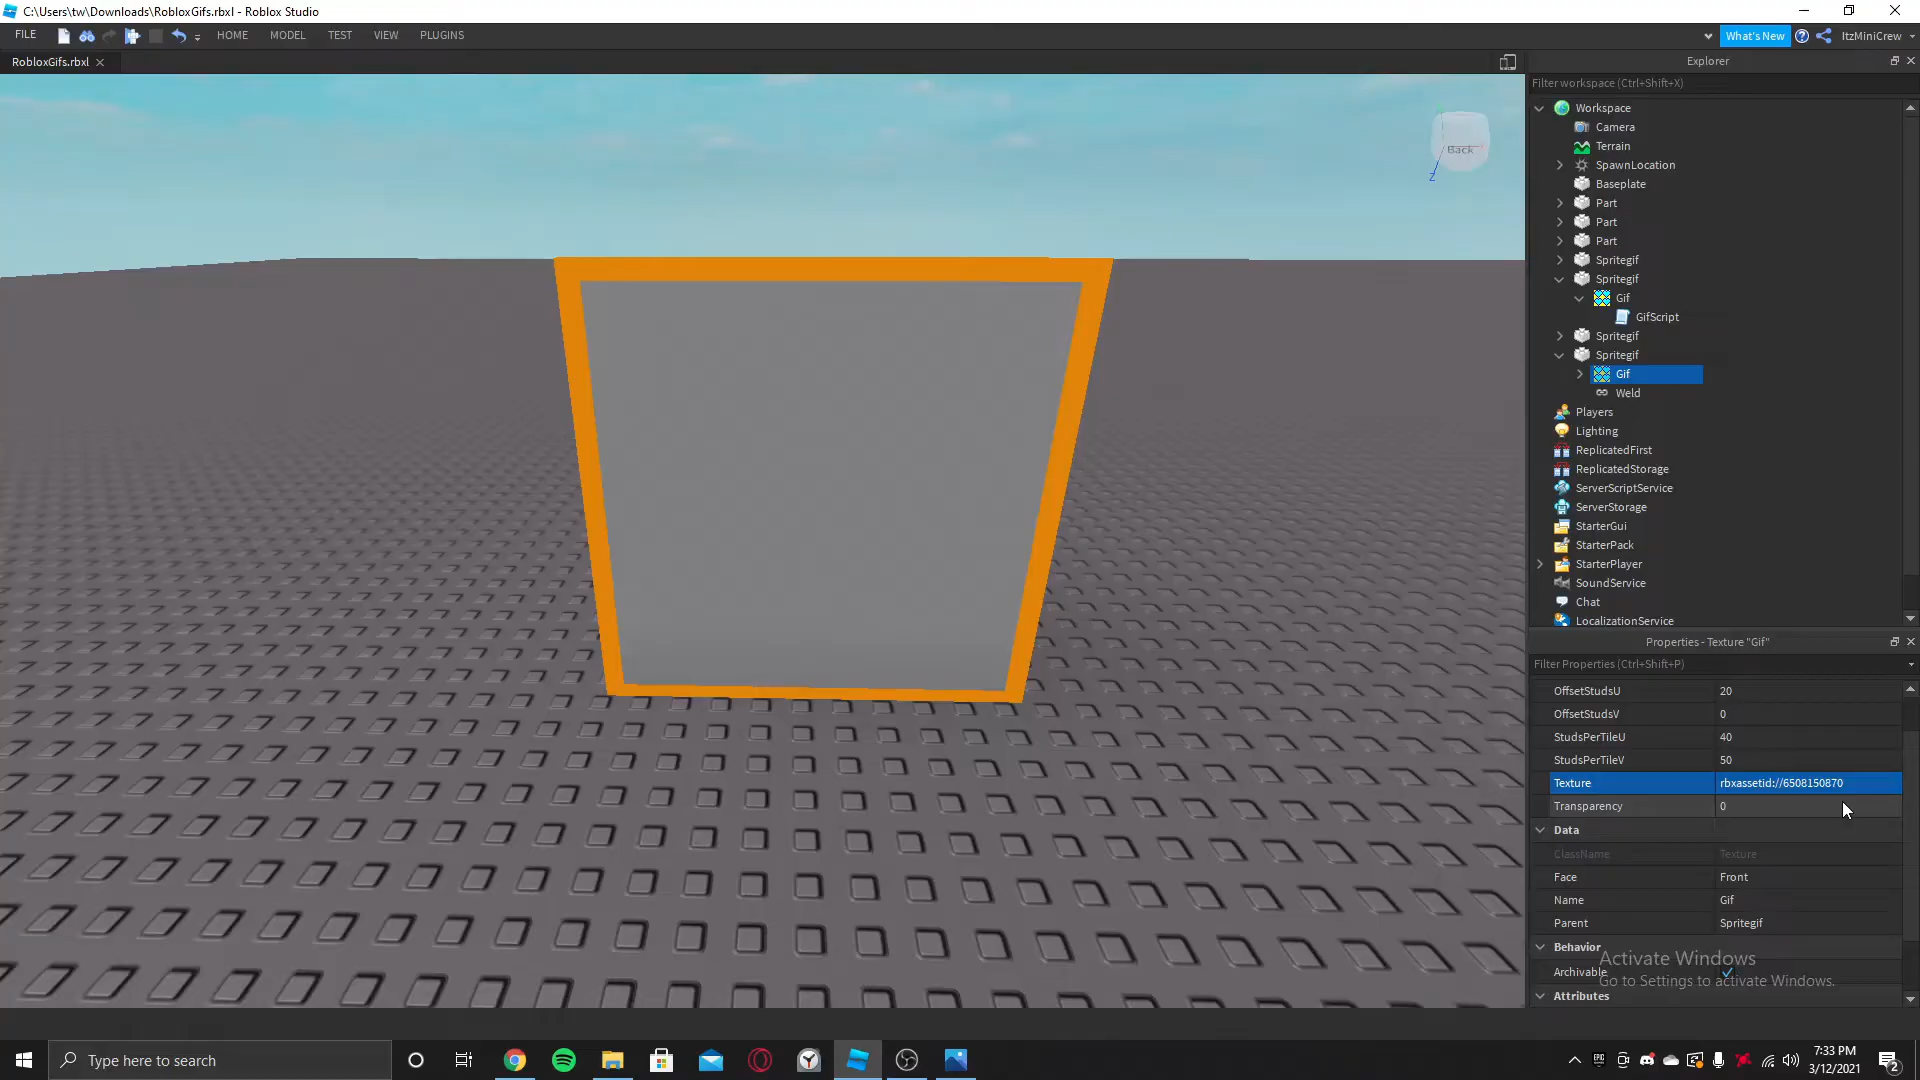 C:\Users\tw\Downloads\RobloxGifs.rbxl - Roblox Studio
FILE HOME MODEL TEST VIEW PLUGINS What's New ItzMiniCrew
RobloxGifs.rbxl
Back
Z
Explorer
Filter workspace (Ctrl+Shift+X)
Workspace
Camera
Terrain
SpawnLocation
Baseplate
Part
Part
Part
Spritegif
Spritegif
Gif
GifScript
Spritegif
Spritegif
Gif
Weld
Players
Lighting
ReplicatedFirst
ReplicatedStorage
ServerScriptService
ServerStorage
StarterGui
StarterPack
StarterPlayer
SoundService
Chat
LocalizationService
Properties - Texture "Gif"
Filter Properties (Ctrl+Shift+P)
OffsetStudsU 20
OffsetStudsV 0
StudsPerTileU 40
StudsPerTileV 50
Texture rbxassetid://6508150870
Transparency 0
Data
ClassName Texture
Face Front
Name Gif
Parent Spritegif
Behavior
Archivable
Attributes
Activate Windows
Go to Settings to activate Windows.
Type here to search
EPIC
7:33 PM
3/12/2021
2